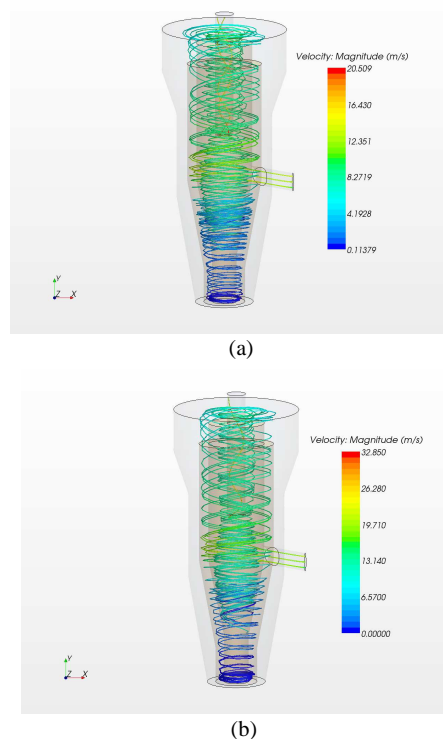 Velocity: Magnitude (m/s)
20.509
16.430
12.351
8.2719
4.1928
0.11379
Y
Z X
(a)
Velocity: Magnitude (m/s)
32.850
26.280
19.710
13.140
6.5700
0.00000
Y
Z X
(b)